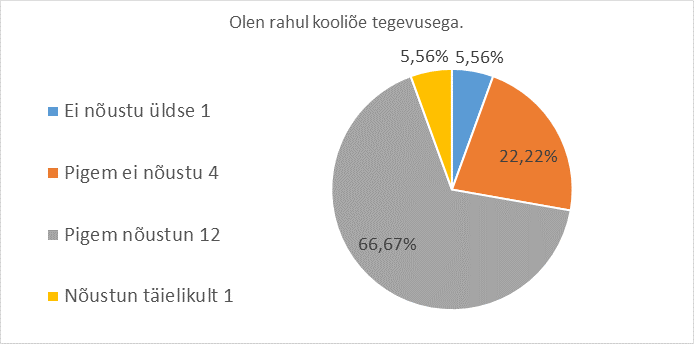 Olen rahul kooliõe tegevusega.
5,56% 5,56%
Ei nõustu üldse 1
22,22%
Pigem ei nõustu 4
Pigem nõustun 12
66,67%
Nõustun täielikult 1